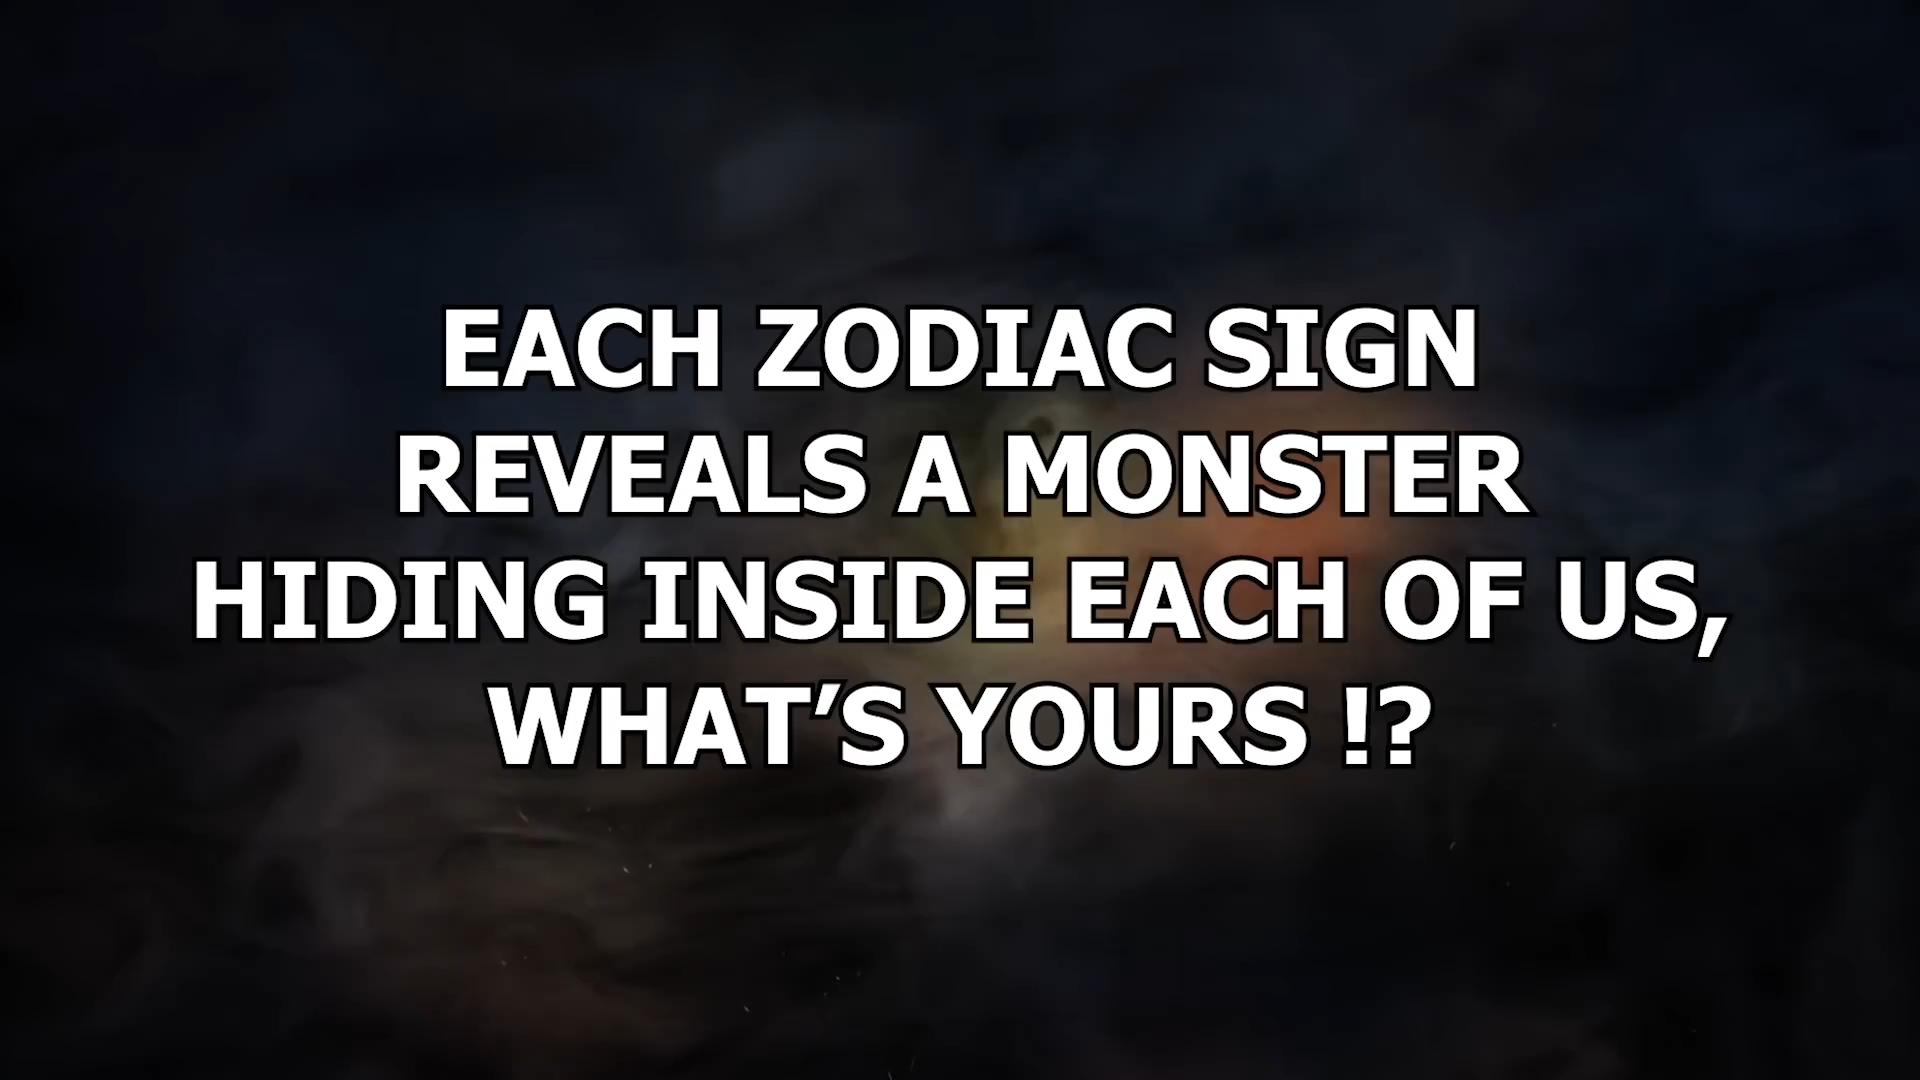 EACH ZODIAC SIGN
REVEALS A MONSTER
HIDING INSIDE EACH OF US,
WHAT’S YOURS !?